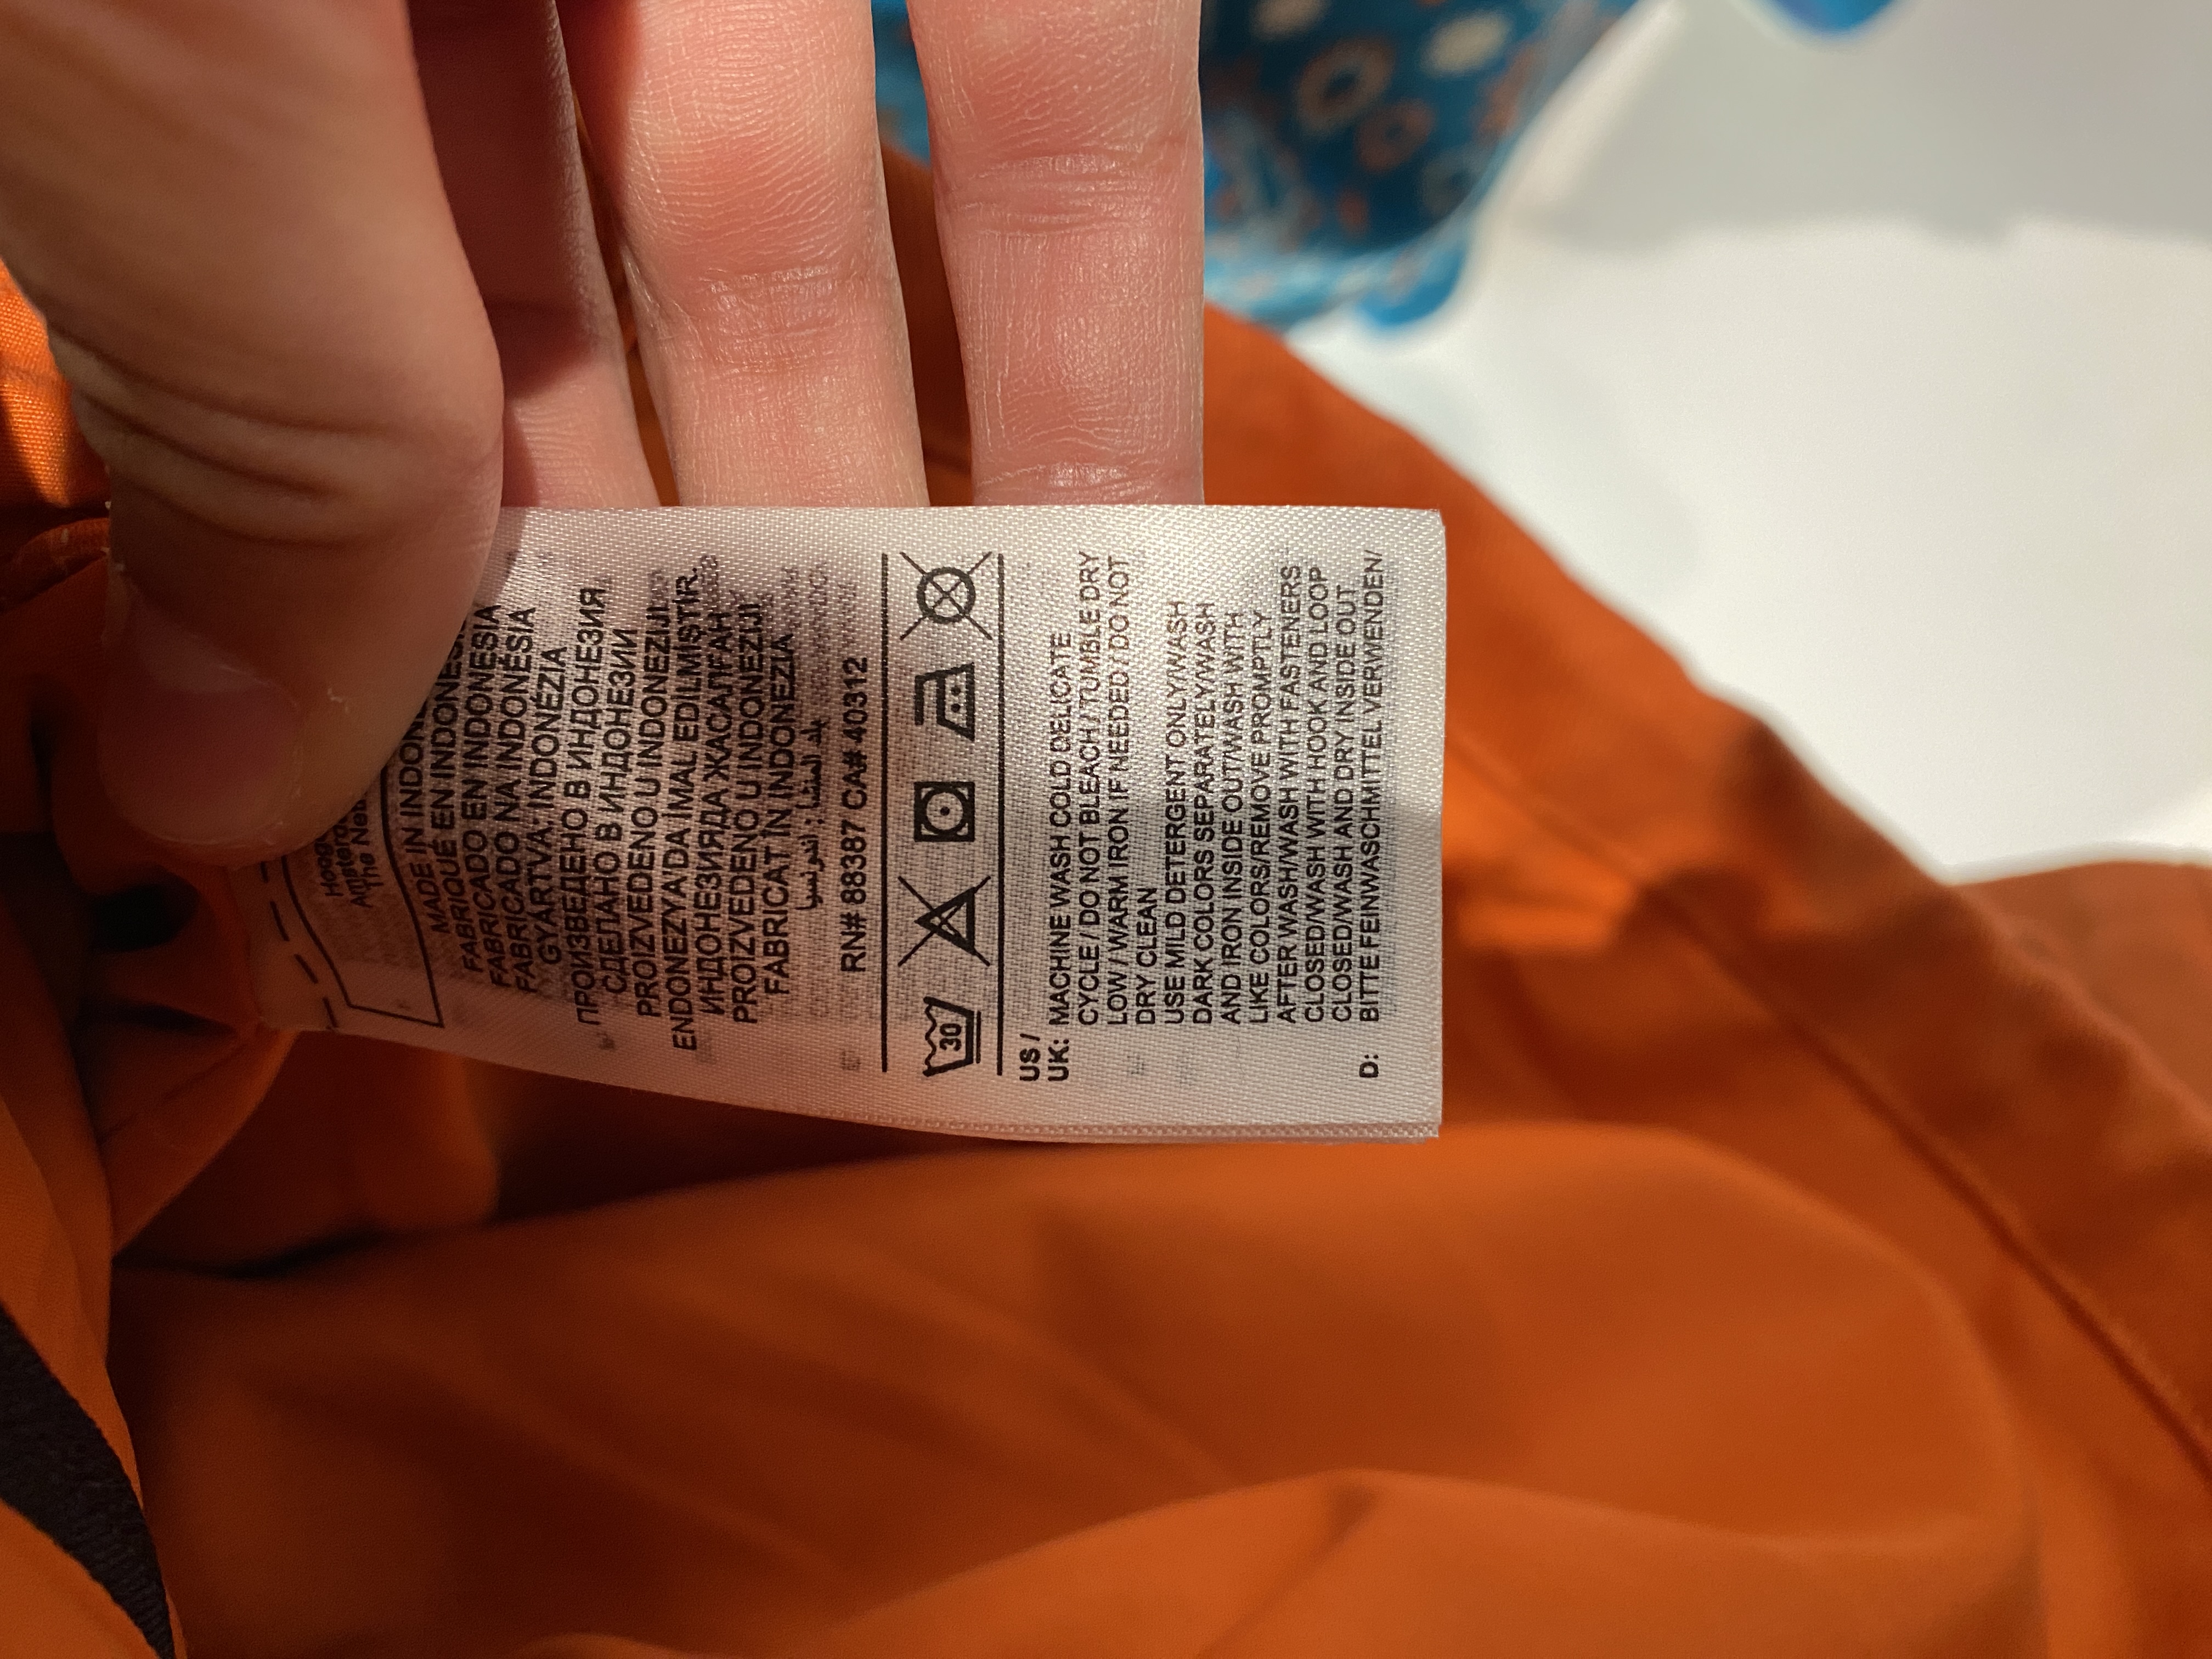 MADE IN
FABRIQUÉ EN
FABRICADO EN INDONESIA
FABRICADO NA INDONÉSIA
GYÁRTVA: INDONÉZIA
ПРОИЗВЕДЕНО В ИНДОНЕЗИЯ
СДЕЛАНО В ИНДОНЕЗИИ
PROIZVEDENO U INDONEZIJI
ENDONEZYA'DA İMAL EDİLMİŞTİR.
ИНДОНЕЗИЯДА ЖАСАЛҒАН
PROIZVEDENO U INDONEZIJI
FABRICAT ÎN INDONEZIA
بلد المنشأ : اندونسيا
RN# 88387 CA# 40312
30
US /
UK: MACHINE WASH COLD DELICATE
CYCLE / DO NOT BLEACH / TUMBLE DRY
LOW / WARM IRON IF NEEDED / DO NOT
DRY CLEAN
USE MILD DETERGENT ONLY/WASH
DARK COLORS SEPARATELY/WASH
AND IRON INSIDE OUT/WASH WITH
LIKE COLORS/REMOVE PROMPTLY
AFTER WASH/WASH WITH FASTENERS
CLOSED/WASH WITH HOOK AND LOOP
CLOSED/WASH AND DRY INSIDE OUT
D: BITTE FEINWASCHMITTEL VERWENDEN/